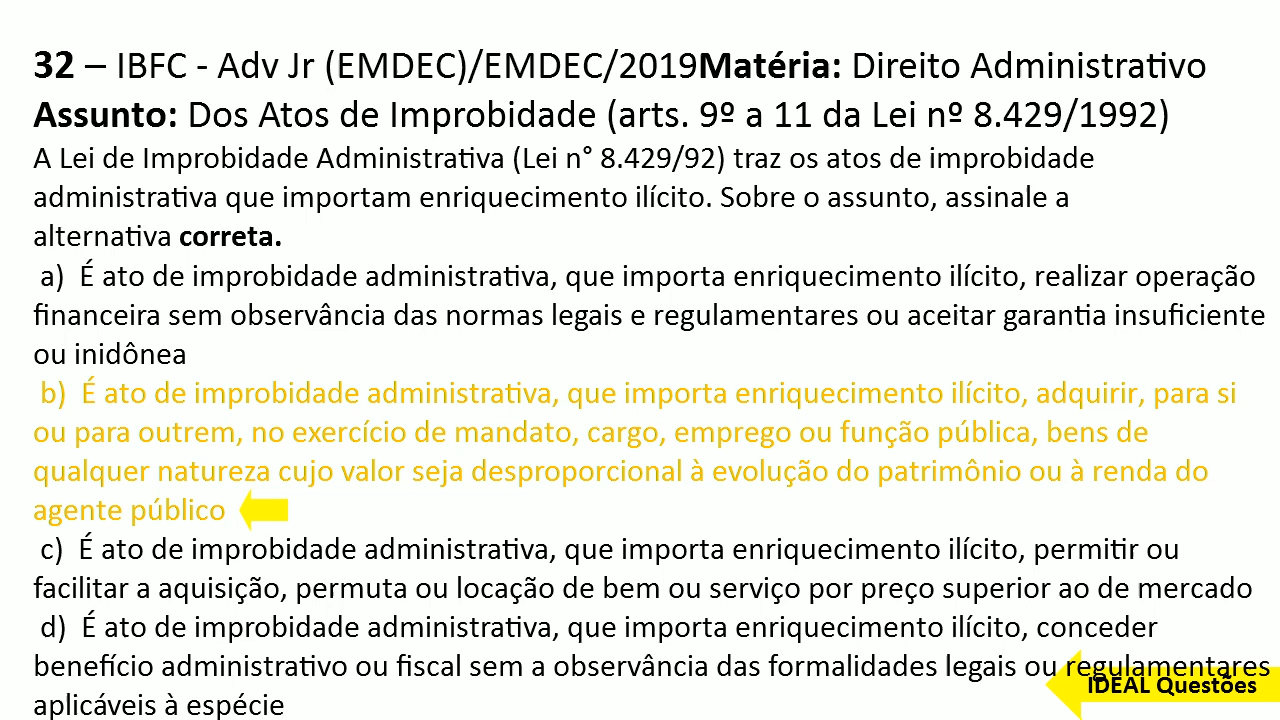 32 – IBFC - Adv Jr (EMDEC)/EMDEC/2019Matéria: Direito Administrativo
Assunto: Dos Atos de Improbidade (arts. 9º a 11 da Lei nº 8.429/1992)
A Lei de Improbidade Administrativa (Lei n° 8.429/92) traz os atos de improbidade
administrativa que importam enriquecimento ilícito. Sobre o assunto, assinale a
alternativa correta.
a) É ato de improbidade administrativa, que importa enriquecimento ilícito, realizar operação
financeira sem observância das normas legais e regulamentares ou aceitar garantia insuficiente
ou inidônea
b) É ato de improbidade administrativa, que importa enriquecimento ilícito, adquirir, para si
ou para outrem, no exercício de mandato, cargo, emprego ou função pública, bens de
qualquer natureza cujo valor seja desproporcional à evolução do patrimônio ou à renda do
agente público
c) É ato de improbidade administrativa, que importa enriquecimento ilícito, permitir ou
facilitar a aquisição, permuta ou locação de bem ou serviço por preço superior ao de mercado
d) É ato de improbidade administrativa, que importa enriquecimento ilícito, conceder
benefício administrativo ou fiscal sem a observância das formalidades legais ou regulamentares
aplicáveis à espécie
IDEAL Questões